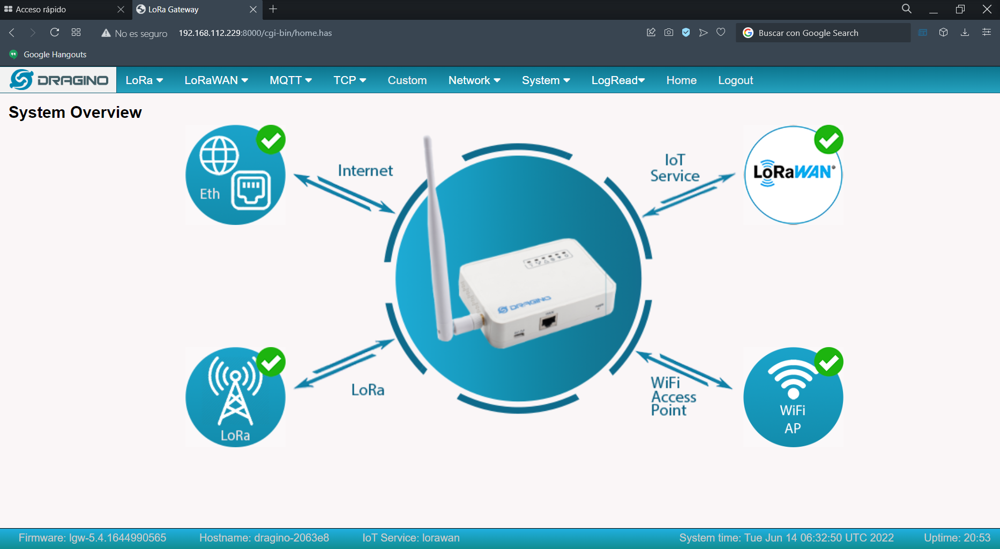 Acceso rápido
LoRa Gateway
No es seguro 192.168.112.229:8000/cgi-bin/home.has
Buscar con Google Search
Google Hangouts
DRAGINO LoRa LoRaWAN MQTT TCP Custom Network System LogRead Home Logout
System Overview
Eth
Internet
IoT
Service
LoRaWAN®
DRAGINO
LoRa
LoRa
WiFi
Access
Point
WiFi
AP
Firmware: lgw-5.4.1644990565 Hostname: dragino-2063e8 IoT Service: lorawan System time: Tue Jun 14 06:32:50 UTC 2022 Uptime: 20:53